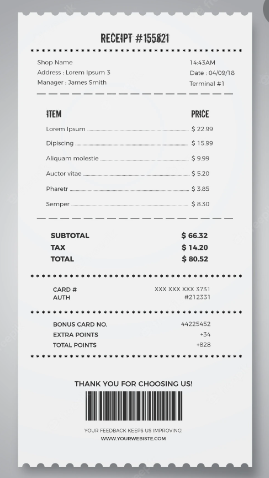 RECEIPT #155821
Shop Name 14:43AM
Address : Lorem Ipsum 3 Date : 04/09/18
Manager : James Smith Terminal #1
ITEM PRICE
Lorem Ipsum $ 22.99
Dipiscing $ 15.99
Aliquam molestie $ 9.99
Auctor vitae $ 5.20
Pharetr $ 3.85
Semper $ 8.30
SUBTOTAL $ 66.32
TAX $ 14.20
TOTAL $ 80.52
CARD # XXX XXX XXX 3731
AUTH #212331
BONUS CARD NO. 44225452
EXTRA POINTS +34
TOTAL POINTS +828
THANK YOU FOR CHOOSING US!
YOUR FEEDBACK KEEPS US IMPROVING
WWW.YOURWEBSITE.COM